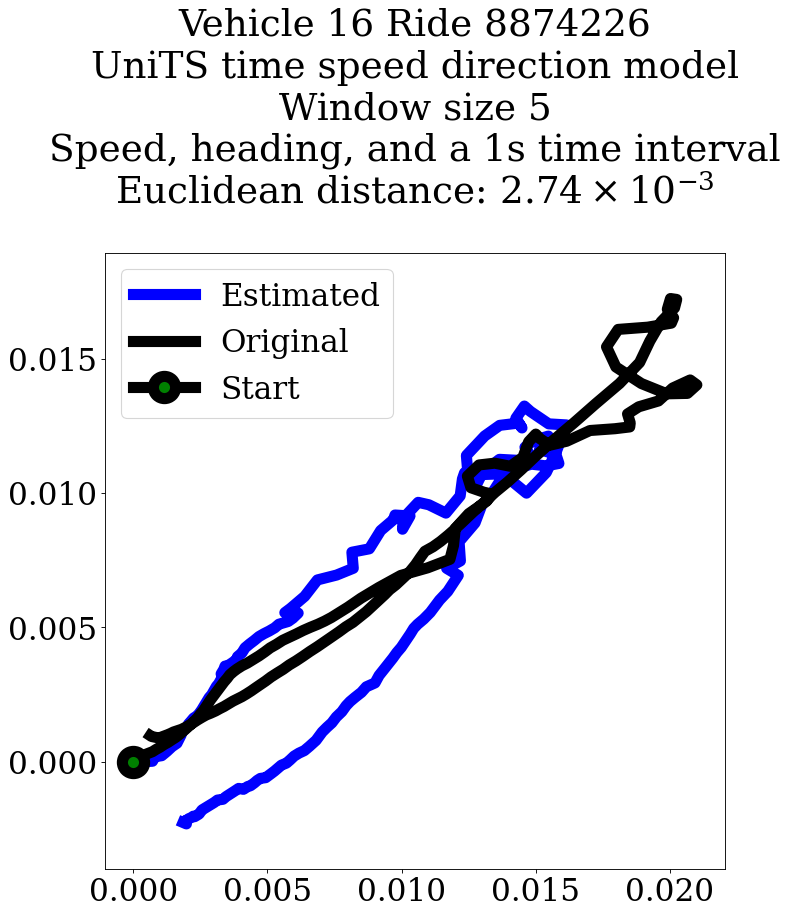 Vehicle 16 Ride 8874226
UniTS time speed direction model
Window size 5
Speed, heading, and a 1s time interval
Euclidean distance: 2.74 × 10⁻³
Estimated
Original
Start
0.015
0.010
0.005
0.000
0.000 0.005 0.010 0.015 0.020